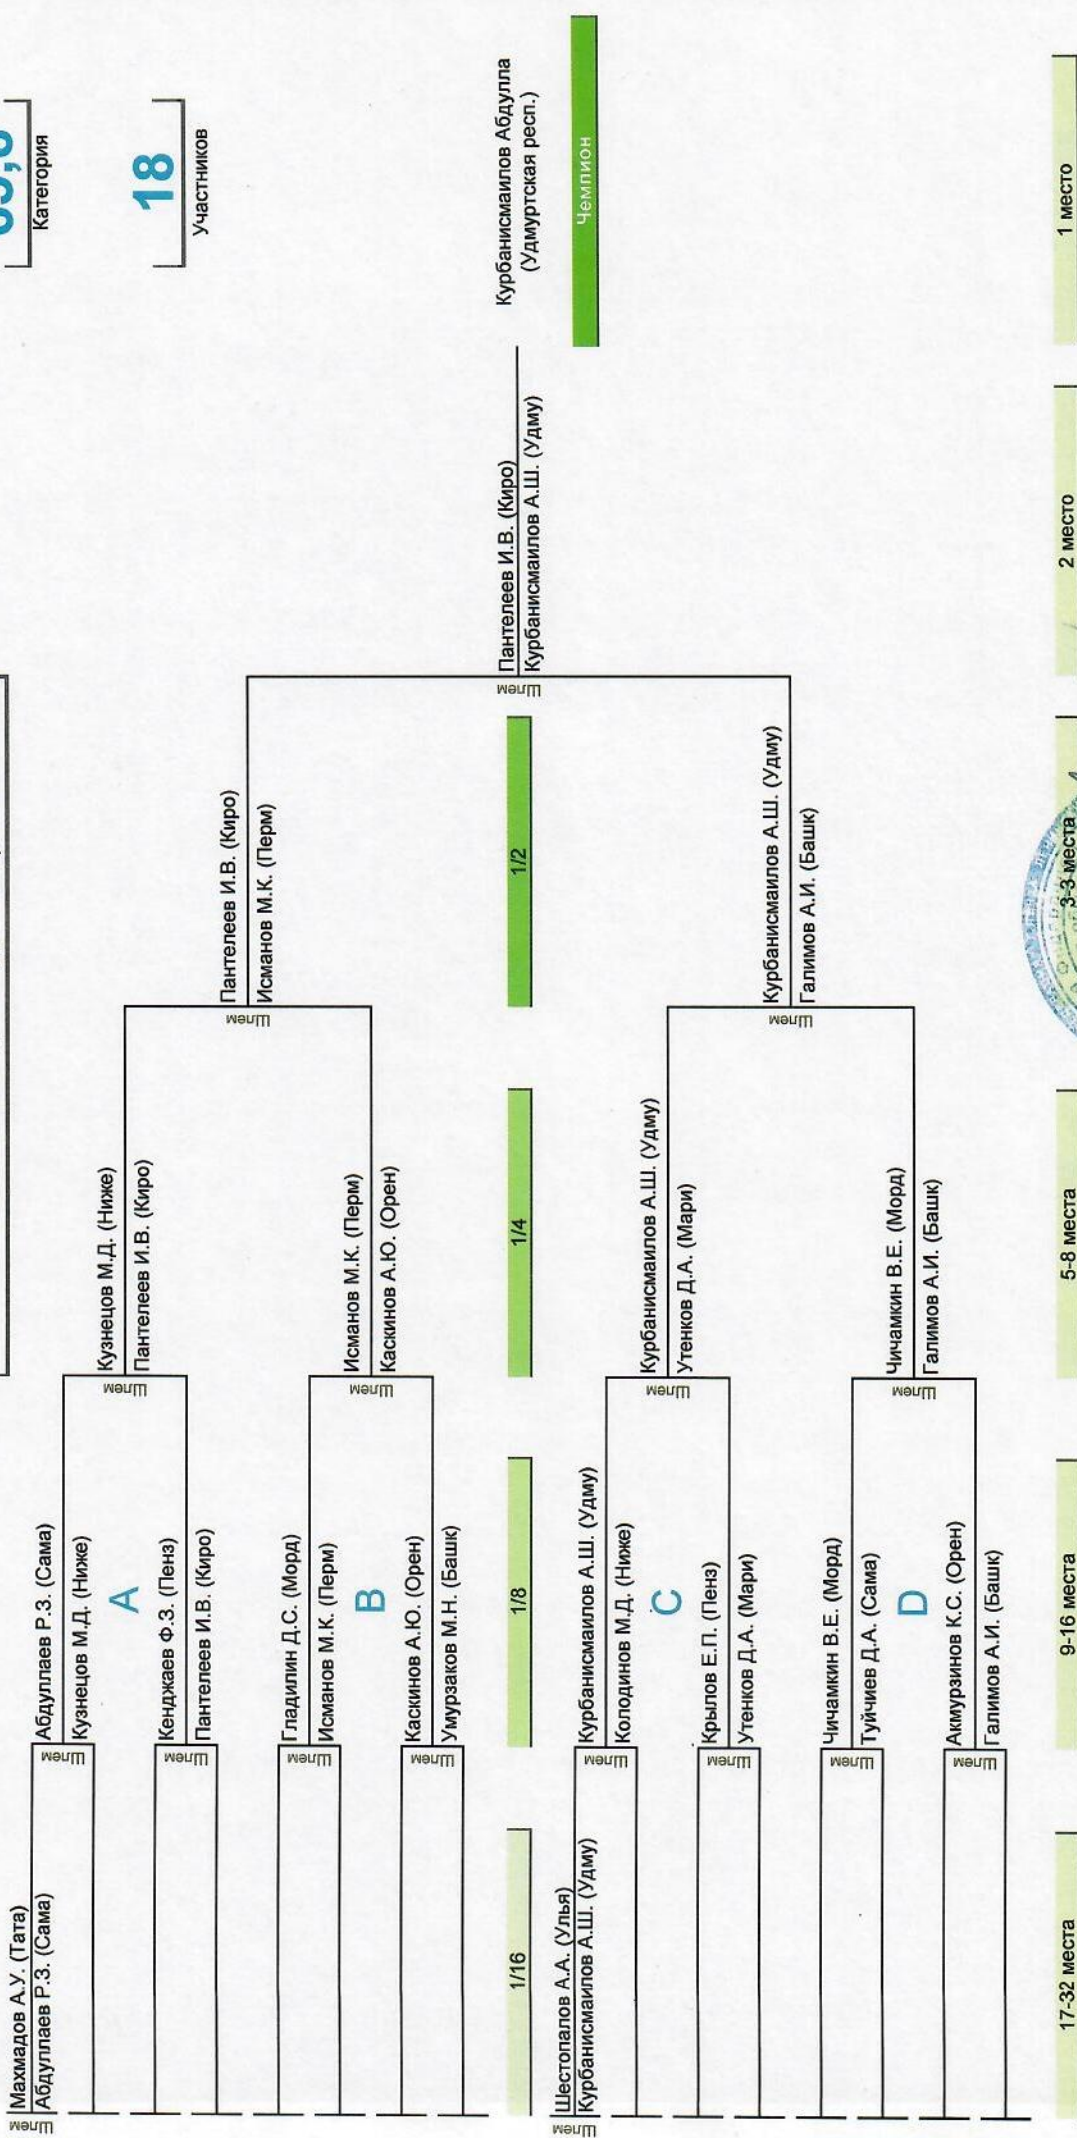 Категория
18
Участников
Махмадов А.У. (Тата)
Абдуллаев Р.З. (Сама)
Шлем
Абдуллаев Р.З. (Сама)
Кузнецов М.Д. (Ниже)
Шлем
A
Кенджаев Ф.З. (Пенз)
Пантелеев И.В. (Киро)
Шлем
Кузнецов М.Д. (Ниже)
Пантелеев И.В. (Киро)
Шлем
Гладилин Д.С. (Морд)
Исманов М.К. (Перм)
Шлем
B
Каскинов А.Ю. (Орен)
Умурзаков М.Н. (Башк)
Шлем
Исманов М.К. (Перм)
Каскинов А.Ю. (Орен)
Шлем
Пантелеев И.В. (Киро)
Исманов М.К. (Перм)
Шлем
Пантелеев И.В. (Киро)
Курбанисмаилов А.Ш. (Удму)
Шлем
Курбанисмаилов Абдулла
(Удмуртская респ.)
Чемпион
1/16
1/8
1/4
1/2
Шестопалов А.А. (Улья)
Курбанисмаилов А.Ш. (Удму)
Шлем
Курбанисмаилов А.Ш. (Удму)
Колодинов М.Д. (Ниже)
Шлем
C
Крылов Е.П. (Пенз)
Утенков Д.А. (Мари)
Шлем
Курбанисмаилов А.Ш. (Удму)
Утенков Д.А. (Мари)
Шлем
Чичамкин В.Е. (Морд)
Туйчиев Д.А. (Сама)
Шлем
D
Акмурзинов К.С. (Орен)
Галимов А.И. (Башк)
Шлем
Чичамкин В.Е. (Морд)
Галимов А.И. (Башк)
Шлем
Курбанисмаилов А.Ш. (Удму)
Галимов А.И. (Башк)
Шлем
17-32 места
9-16 места
5-8 места
3-3 места
2 место
1 место